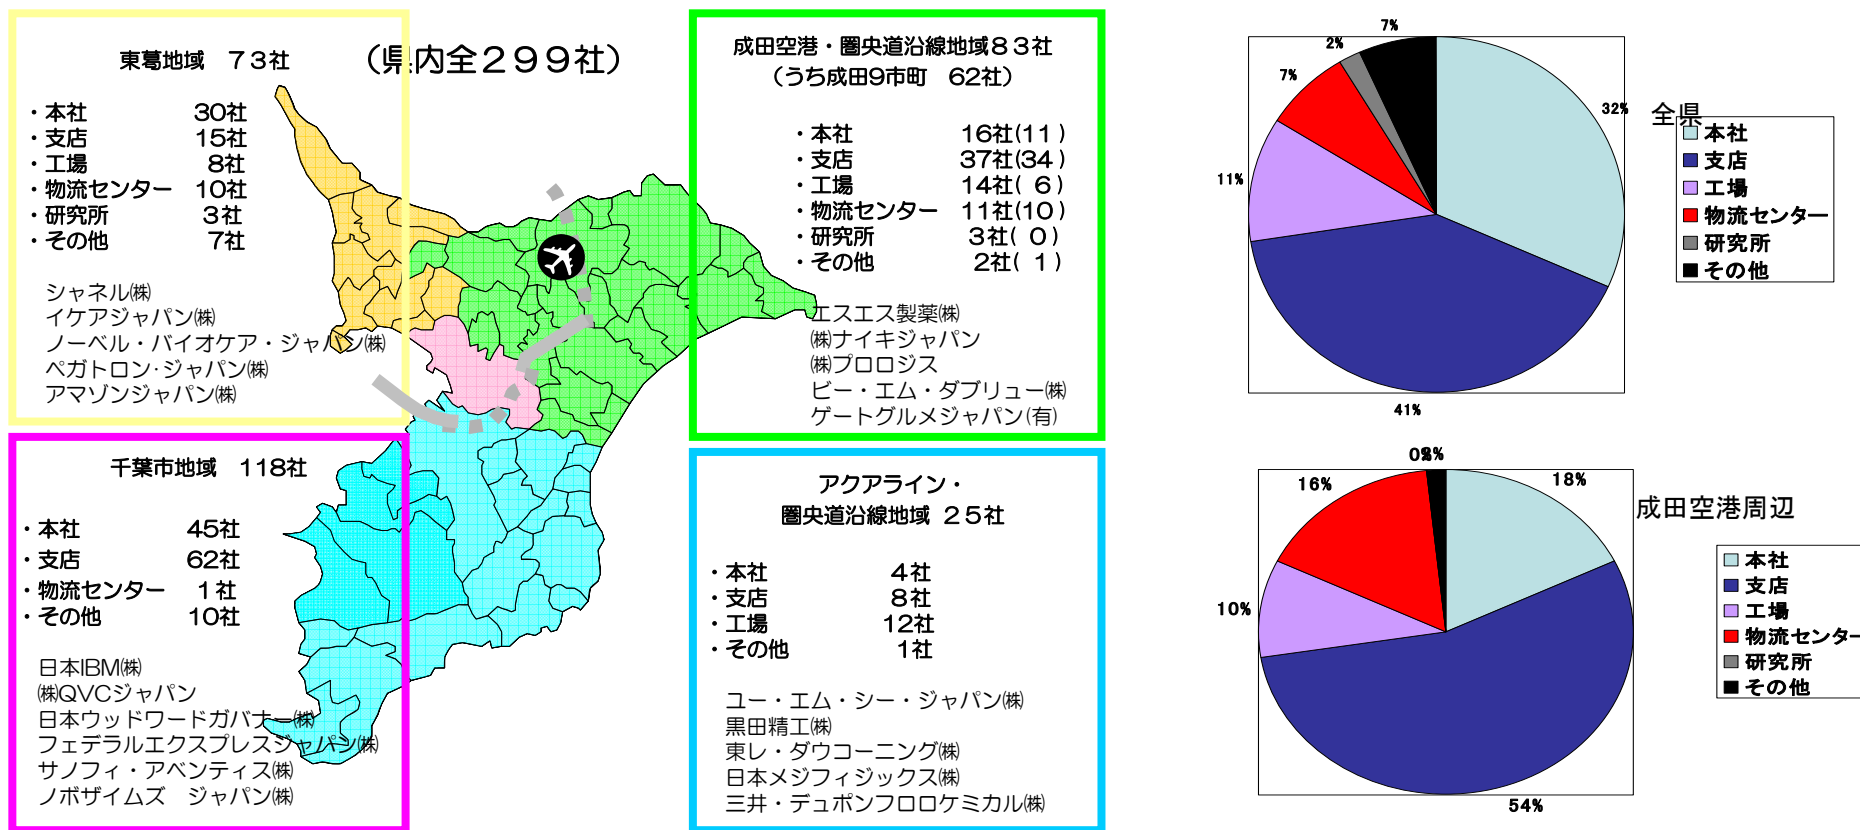 （県内全２９９社）
東葛地域　７３社
・本社　30社
・支店　15社
・工場　8社
・物流センター　10社
・研究所　３社
・その他　7社
シャネル㈱
イケアジャパン㈱
ノーベル・バイオケア・ジャパン㈱
ペガトロン・ジャパン㈱
アマゾンジャパン㈱
成田空港・圏央道沿線地域８３社
（うち成田9市町　62社）
・本社　16社(11)
・支店　37社(34)
・工場　14社( 6)
・物流センター　11社(10)
・研究所　3社( 0)
・その他　2社( 1)
エスエス製薬㈱
㈱ナイキジャパン
㈱プロロジス
ビー・エム・ダブリュー㈱
ゲートグルメジャパン(有)
千葉市地域　118社
・本社　45社
・支店　62社
・物流センター　１社
・その他　10社
日本IBM㈱
㈱QVCジャパン
日本ウッドワードガバナー㈱
フェデラルエクスプレスジャパン㈱
サノフィ・アベンティス㈱
ノボザイムズ　ジャパン㈱
アクアライン・
圏央道沿線地域　２５社
・本社　4社
・支店　8社
・工場　12社
・その他　1社
ユー・エム・シー・ジャパン㈱
黒田精工㈱
東レ・ダウコーニング㈱
日本メジフィジックス㈱
三井・デュポンフロロケミカル㈱
全県
32%
41%
11%
7%
2%
7%
本社
支店
工場
物流センター
研究所
その他
成田空港周辺
18%
54%
10%
16%
0%
本社
支店
工場
物流センター
研究所
その他